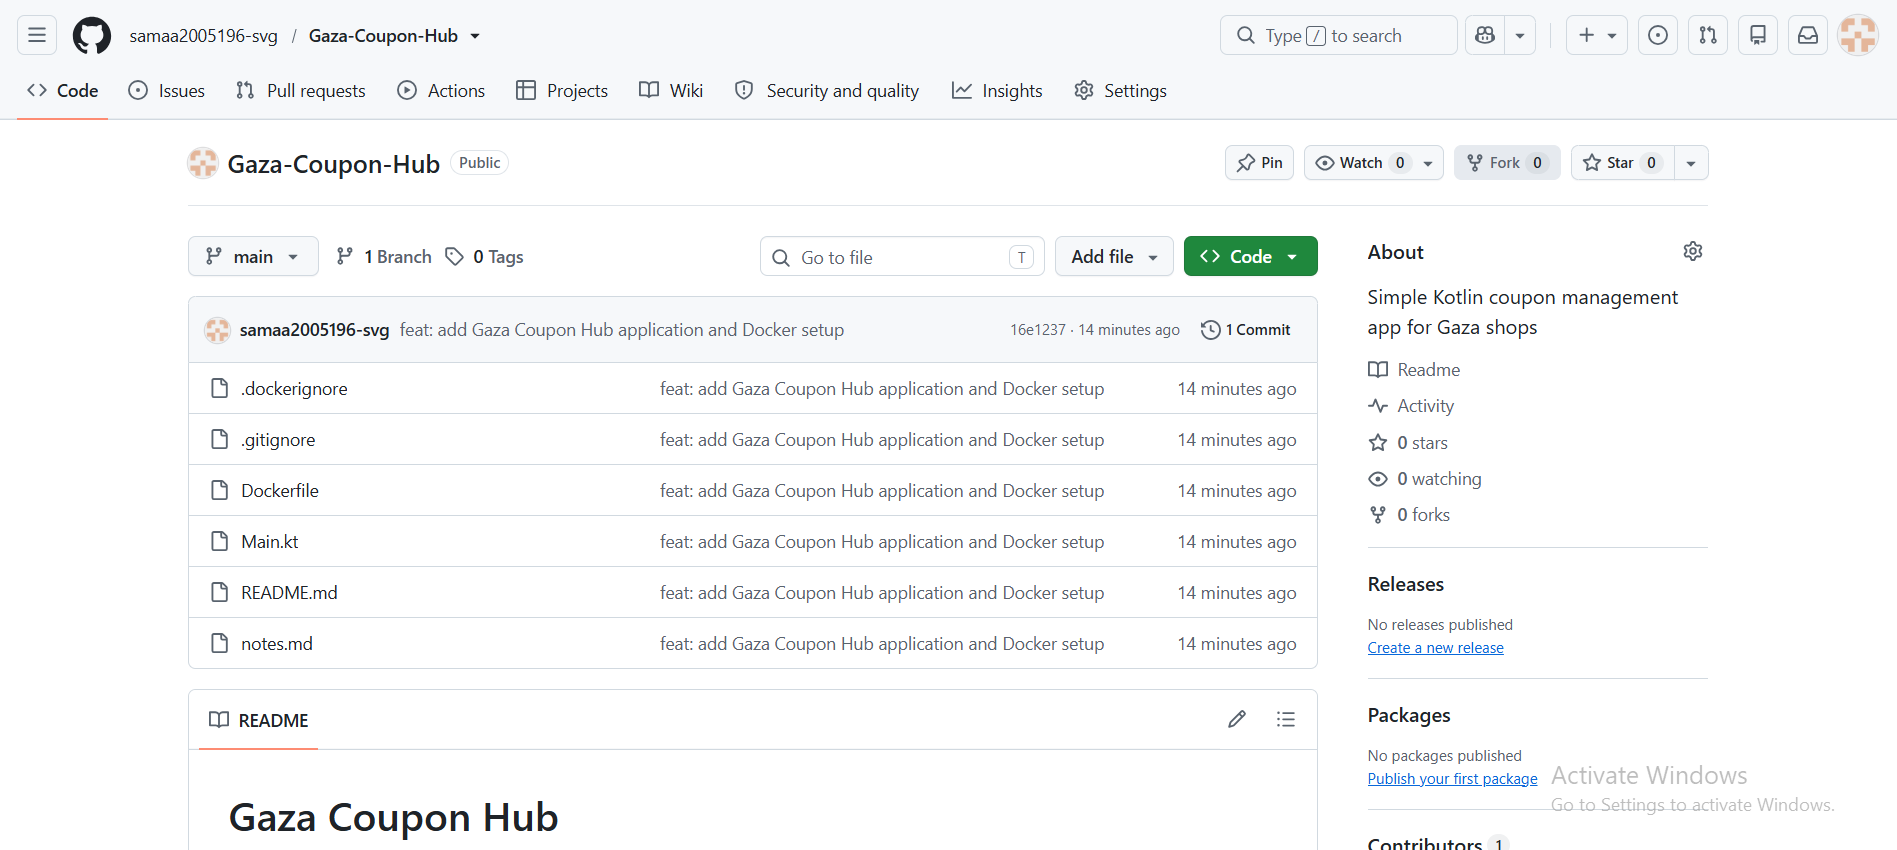 samaa2005196-svg / Gaza-Coupon-Hub
Type / to search
Code Issues Pull requests Actions Projects Wiki Security and quality Insights Settings
Gaza-Coupon-Hub Public
Pin Watch 0 Fork 0 Star 0
main 1 Branch 0 Tags Go to file T Add file Code
samaa2005196-svg feat: add Gaza Coupon Hub application and Docker setup 16e1237 · 14 minutes ago 1 Commit
.dockerignore feat: add Gaza Coupon Hub application and Docker setup 14 minutes ago
.gitignore feat: add Gaza Coupon Hub application and Docker setup 14 minutes ago
Dockerfile feat: add Gaza Coupon Hub application and Docker setup 14 minutes ago
Main.kt feat: add Gaza Coupon Hub application and Docker setup 14 minutes ago
README.md feat: add Gaza Coupon Hub application and Docker setup 14 minutes ago
notes.md feat: add Gaza Coupon Hub application and Docker setup 14 minutes ago
README
Gaza Coupon Hub
About
Simple Kotlin coupon management
app for Gaza shops
Readme
Activity
0 stars
0 watching
0 forks
Releases
No releases published
Create a new release
Packages
No packages published
Publish your first package
Contributors 1
Activate Windows
Go to Settings to activate Windows.